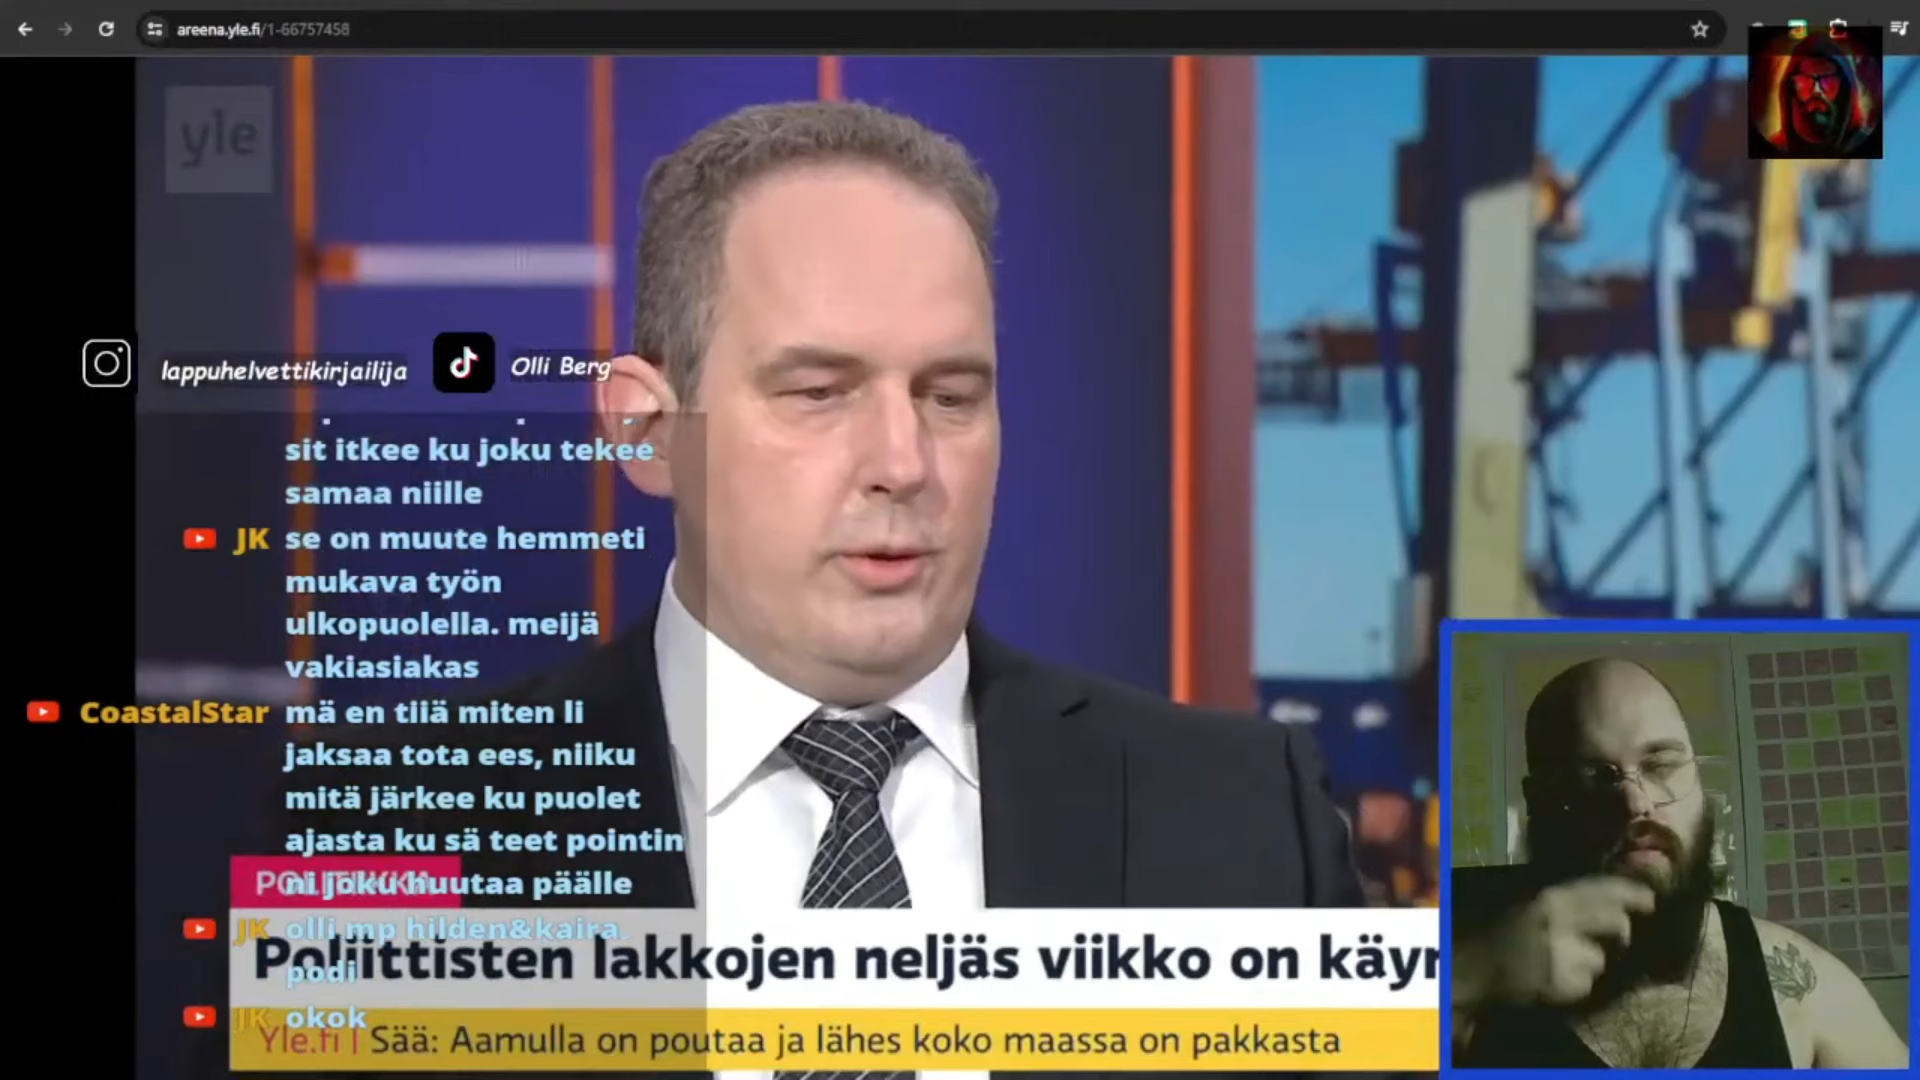 areena.yle.fi/1-66757458
yle
lappuhelvettikirjailija
Olli Berg
sit itkee ku joku tekee
samaa niille
JK se on muute hemmeti
mukava työn
ulkopuolella. meijä
vakiasiakas
CoastalStar mä en tiiä miten li
jaksaa tota ees, niiku
mitä järkee ku puolet
ajasta ku sä teet pointin
ni joku huutaa päälle
POLITIIKKA
JK olli mp hilden&kaira
podi
Poliittisten lakkojen neljäs viikko on käyn
JK okok
Yle.fi | Sää: Aamulla on poutaa ja lähes koko maassa on pakkasta